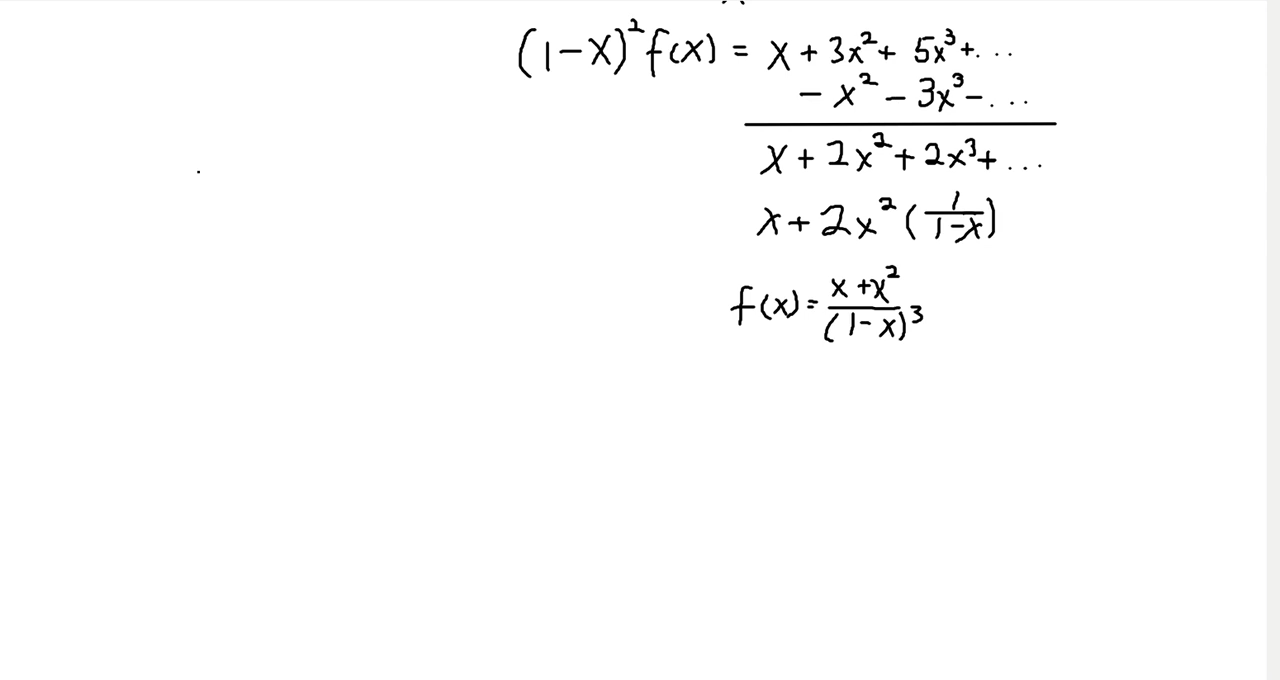 (1-x)²f(x) = x + 3x² + 5x³+...
- x² - 3x³-...
x + 2x² + 2x³+...
x + 2x² (1/(1-x))
f(x) = (x+x²)/(1-x)³